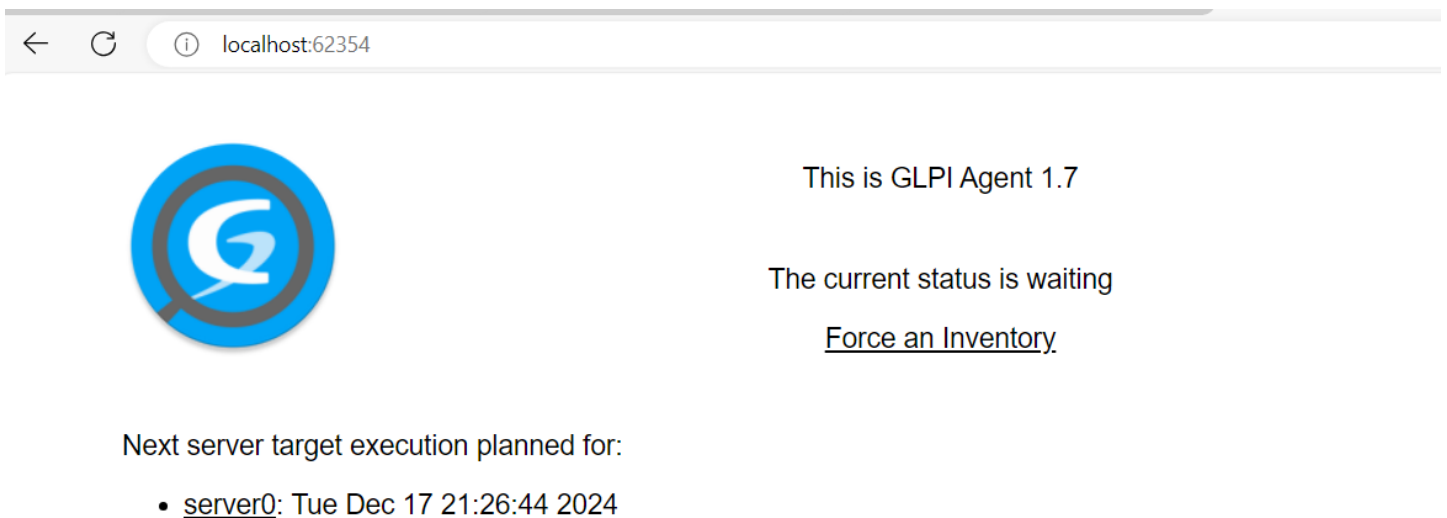 localhost:62354
This is GLPI Agent 1.7
The current status is waiting
Force an Inventory
Next server target execution planned for:
• server0: Tue Dec 17 21:26:44 2024